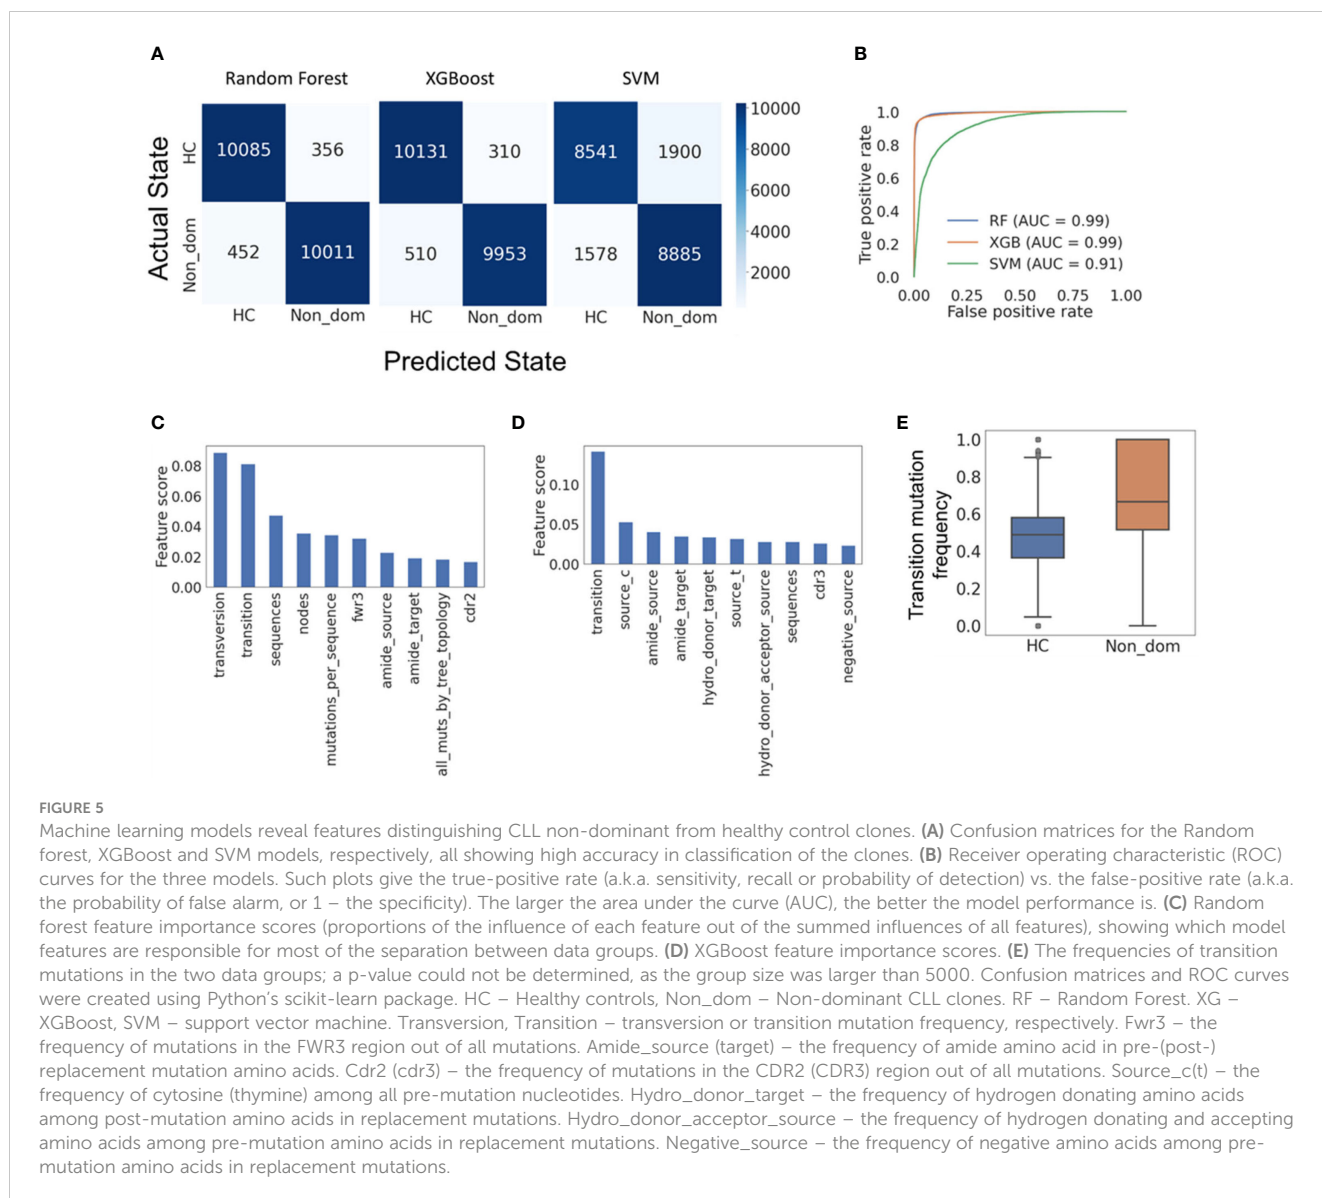 A
B
Random Forest
XGBoost
SVM
Actual State
HC
Non_dom
10085
356
452
10011
10131
310
510
9953
8541
1900
1578
8885
HC
Non_dom
HC
Non_dom
HC
Non_dom
Predicted State
10000
8000
6000
4000
2000
True positive rate
1.0
0.8
0.6
0.4
0.2
0.0
RF (AUC = 0.99)
XGB (AUC = 0.99)
SVM (AUC = 0.91)
0.00
0.25
0.50
0.75
1.00
False positive rate
C
Feature score
0.08
0.06
0.04
0.02
0.00
transversion
transition
sequences
nodes
mutations_per_sequence
fwr3
amide_source
amide_target
all_muts_by_tree_topology
cdr2
D
Feature score
0.10
0.05
0.00
transition
source_c
amide_source
amide_target
hydro_donor_target
source_t
hydro_donor_acceptor_source
sequences
cdr3
negative_source
E
Transition mutation
frequency
1.0
0.8
0.6
0.4
0.2
0.0
HC
Non_dom
FIGURE 5
Machine learning models reveal features distinguishing CLL non-dominant from healthy control clones. (A) Confusion matrices for the Random
forest, XGBoost and SVM models, respectively, all showing high accuracy in classification of the clones. (B) Receiver operating characteristic (ROC)
curves for the three models. Such plots give the true-positive rate (a.k.a. sensitivity, recall or probability of detection) vs. the false-positive rate (a.k.a.
the probability of false alarm, or 1 – the specificity). The larger the area under the curve (AUC), the better the model performance is. (C) Random
forest feature importance scores (proportions of the influence of each feature out of the summed influences of all features), showing which model
features are responsible for most of the separation between data groups. (D) XGBoost feature importance scores. (E) The frequencies of transition
mutations in the two data groups; a p-value could not be determined, as the group size was larger than 5000. Confusion matrices and ROC curves
were created using Python’s scikit-learn package. HC – Healthy controls, Non_dom – Non-dominant CLL clones. RF – Random Forest. XG –
XGBoost, SVM – support vector machine. Transversion, Transition – transversion or transition mutation frequency, respectively. Fwr3 – the
frequency of mutations in the FWR3 region out of all mutations. Amide_source (target) – the frequency of amide amino acid in pre-(post-)
replacement mutation amino acids. Cdr2 (cdr3) – the frequency of mutations in the CDR2 (CDR3) region out of all mutations. Source_c(t) – the
frequency of cytosine (thymine) among all pre-mutation nucleotides. Hydro_donor_target – the frequency of hydrogen donating amino acids
among post-mutation amino acids in replacement mutations. Hydro_donor_acceptor_source – the frequency of hydrogen donating and accepting
amino acids among pre-mutation amino acids in replacement mutations. Negative_source – the frequency of negative amino acids among pre-
mutation amino acids in replacement mutations.